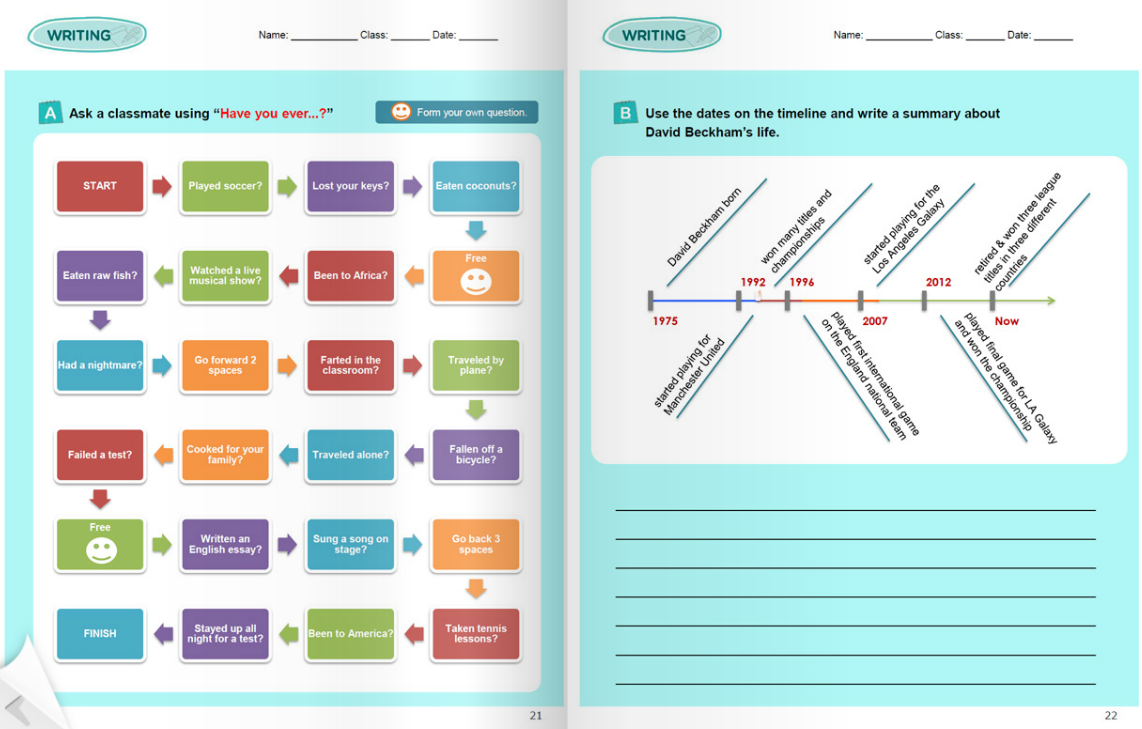 WRITING
Name: ____________ Class: _______ Date: _______
A Ask a classmate using “Have you ever...?”
Form your own question.
START
Played soccer?
Lost your keys?
Eaten coconuts?
Free
Been to Africa?
Watched a live
musical show?
Eaten raw fish?
Had a nightmare?
Go forward 2
spaces
Farted in the
classroom?
Traveled by
plane?
Fallen off a
bicycle?
Traveled alone?
Cooked for your
family?
Failed a test?
Free
Written an
English essay?
Sung a song on
stage?
Go back 3
spaces
Taken tennis
lessons?
Been to America?
Stayed up all
night for a test?
FINISH
21
WRITING
Name: ____________ Class: _______ Date: _______
B Use the dates on the timeline and write a summary about
David Beckham’s life.
David Beckham born
won many titles and
championships
started playing for the
Los Angeles Galaxy
retired & won three league
titles in three different
countries
1975
1992
1996
2007
2012
Now
started playing for
Manchester United
played first international game
on the England national team
played final game for LA Galaxy
and won the championship
22